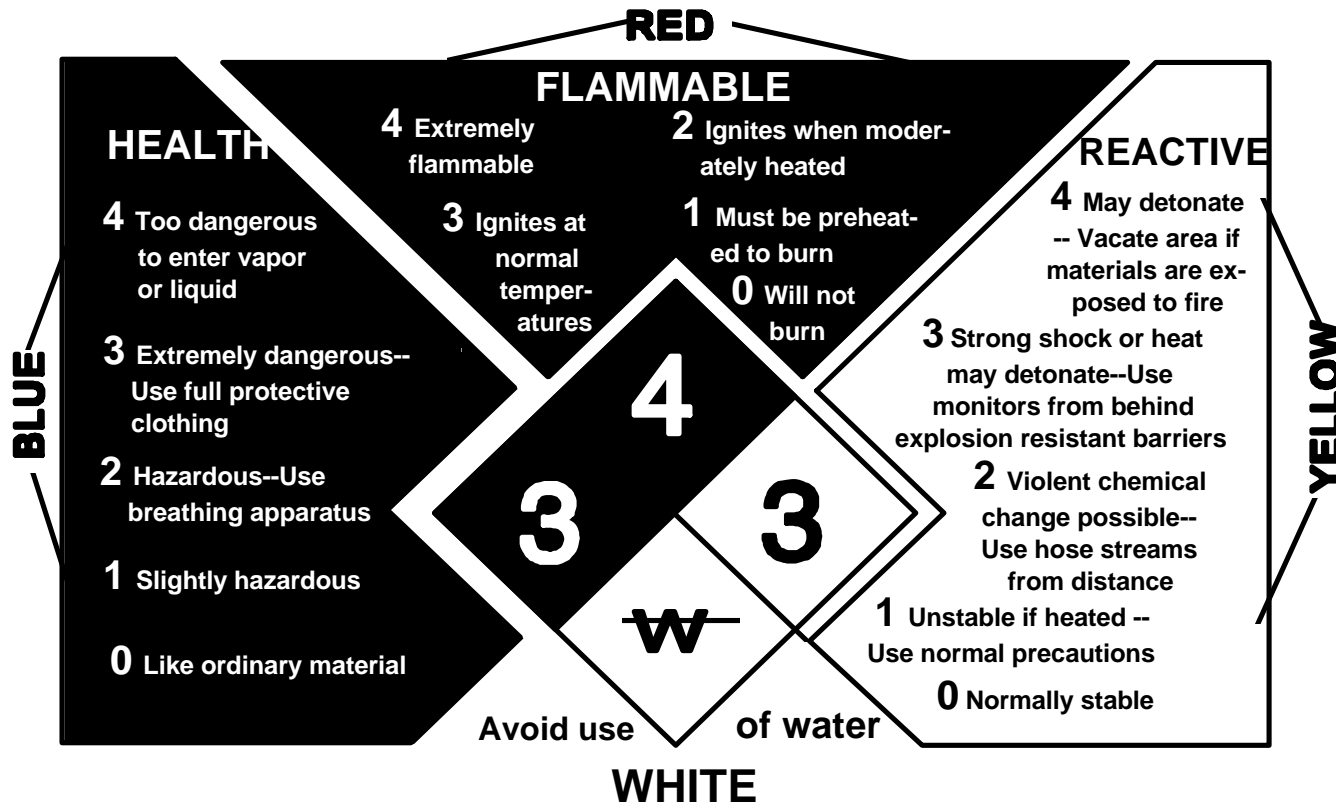 RED
FLAMMABLE
4 Extremely
flammable
3 Ignites at
normal
temper-
atures
2 Ignites when moder-
ately heated
1 Must be preheat-
ed to burn
0 Will not
burn
BLUE
HEALTH
4 Too dangerous
to enter vapor
or liquid
3 Extremely dangerous--
Use full protective
clothing
2 Hazardous--Use
breathing apparatus
1 Slightly hazardous
0 Like ordinary material
4
3
3
W
YELLOW
REACTIVE
4 May detonate
-- Vacate area if
materials are ex-
posed to fire
3 Strong shock or heat
may detonate--Use
monitors from behind
explosion resistant barriers
2 Violent chemical
change possible--
Use hose streams
from distance
1 Unstable if heated --
Use normal precautions
0 Normally stable
Avoid use of water
WHITE